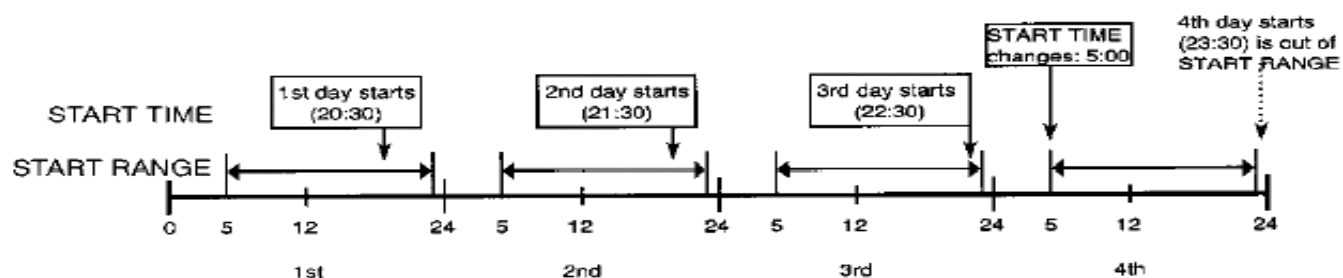 START TIME
changes: 5:00
4th day starts
(23:30) is out of
START RANGE
1st day starts
(20:30)
2nd day starts
(21:30)
3rd day starts
(22:30)
START TIME
START RANGE
0 5 12 24 5 12 24 5 12 24 5 12 24
1st 2nd 3rd 4th